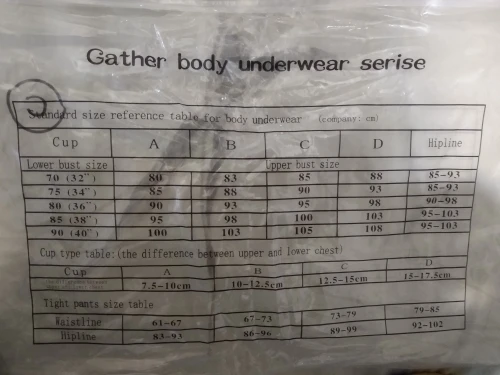 Gather body underwear serise
Standard size reference table for body underwear (company: cm)
Cup A B C D Hipline
Lower bust size Upper bust size
70 (32") 80 83 85 88 85-93
75 (34") 85 88 90 93 85-93
80 (36") 90 93 95 98 90-98
85 (38") 95 98 100 103 95-103
90 (40") 100 103 105 108 95-103
Cup type table:(the difference between upper and lower chest)
Cup A B C D
7.5-10cm 10-12.5cm 12.5-15cm 15-17.5cm
Tight pants size table
Waistline 61-67 67-73 73-79 79-85
Hipline 83-93 86-96 89-99 92-102